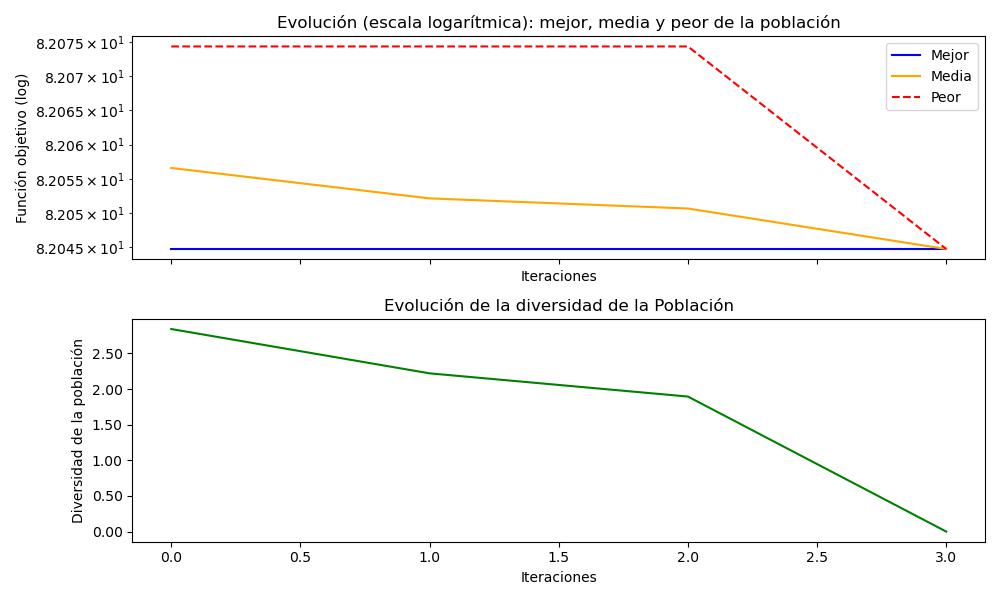 Evolución (escala logarítmica): mejor, media y peor de la población
Función objetivo (log)
8.2075 × 10¹
8.207 × 10¹
8.2065 × 10¹
8.206 × 10¹
8.2055 × 10¹
8.205 × 10¹
8.2045 × 10¹
Mejor
Media
Peor
Iteraciones
Evolución de la diversidad de la Población
Diversidad de la población
2.50
2.00
1.50
1.00
0.50
0.00
0.0 0.5 1.0 1.5 2.0 2.5 3.0
Iteraciones